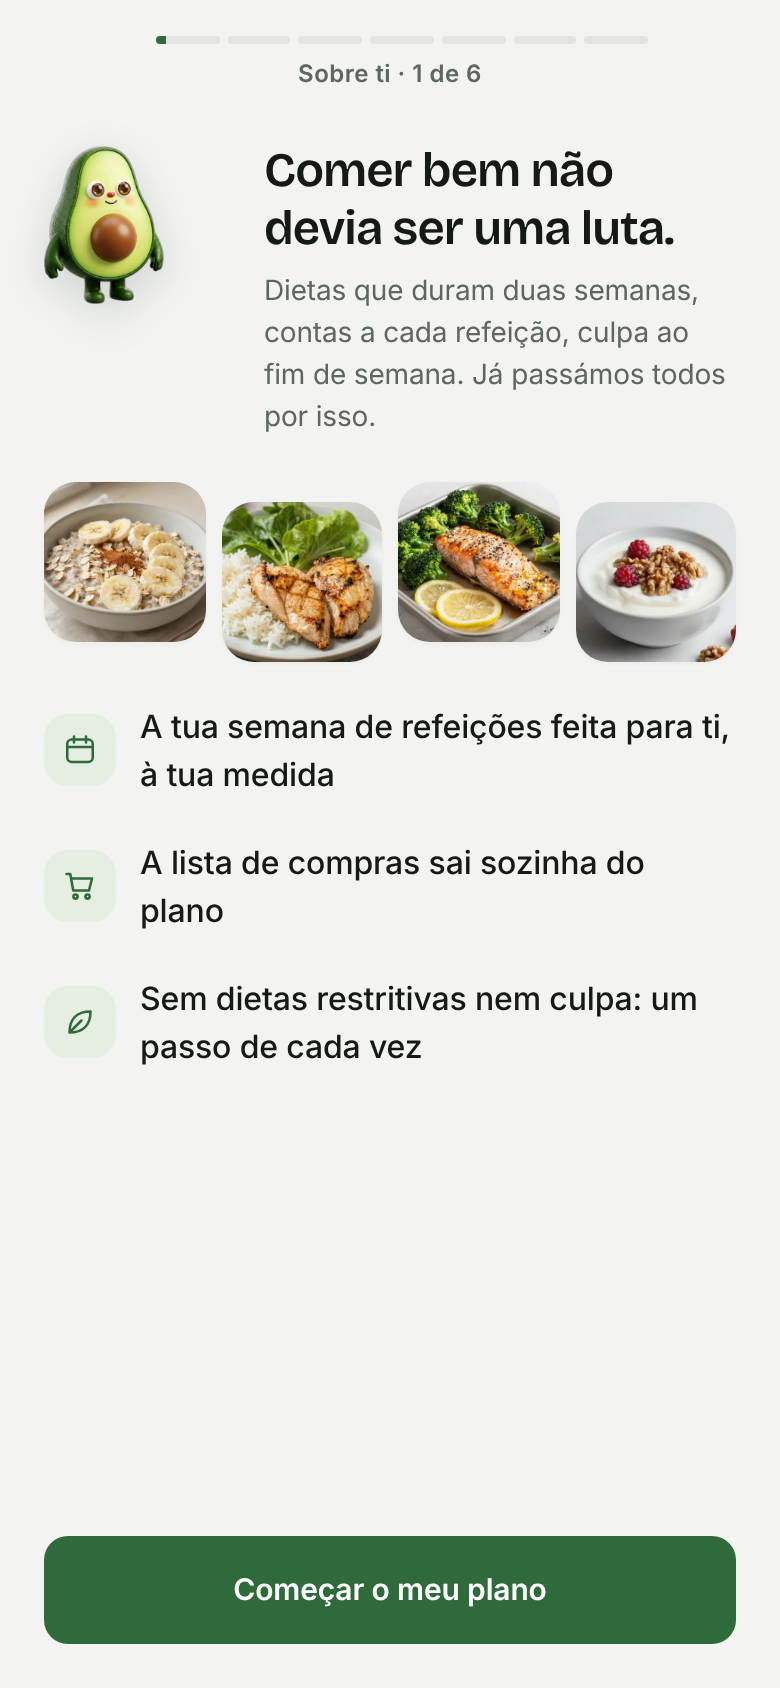 Sobre ti · 1 de 6
Comer bem não
devia ser uma luta.
Dietas que duram duas semanas,
contas a cada refeição, culpa ao
fim de semana. Já passámos todos
por isso.
A tua semana de refeições feita para ti,
à tua medida
A lista de compras sai sozinha do
plano
Sem dietas restritivas nem culpa: um
passo de cada vez
Começar o meu plano